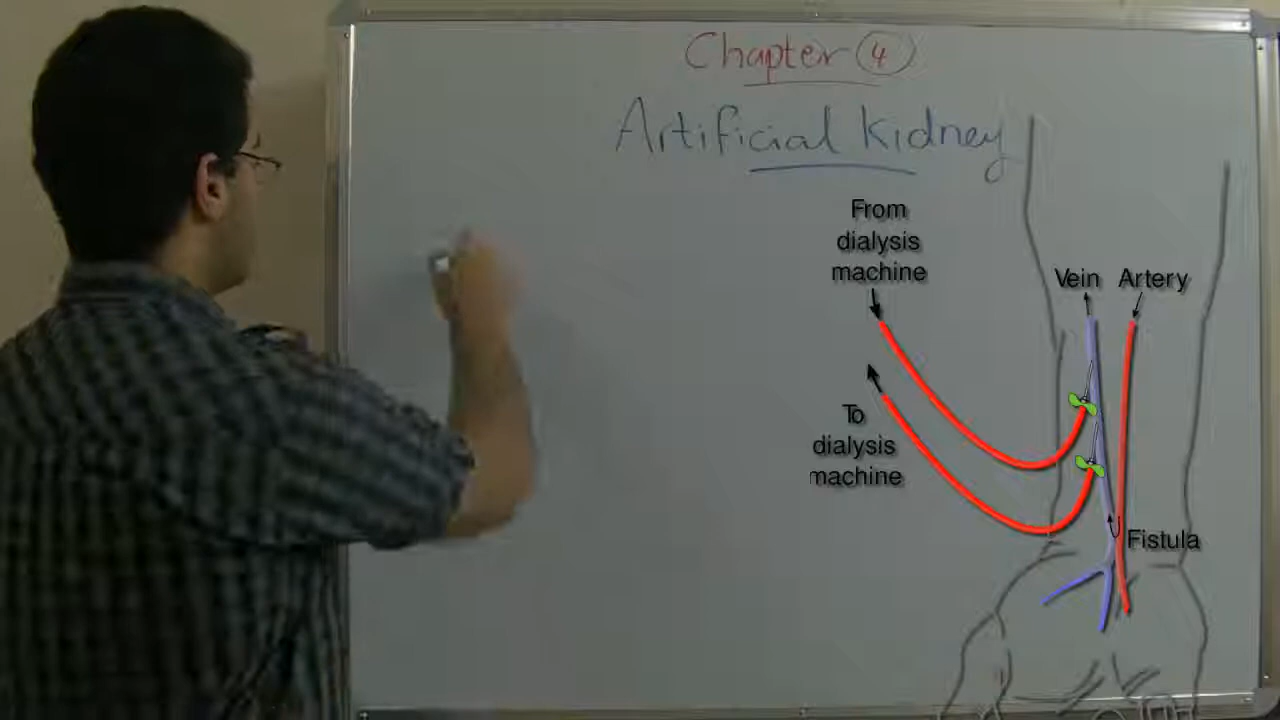 Chapter 4
Artificial Kidney
From
dialysis
machine
Vein Artery
To
dialysis
machine
Fistula